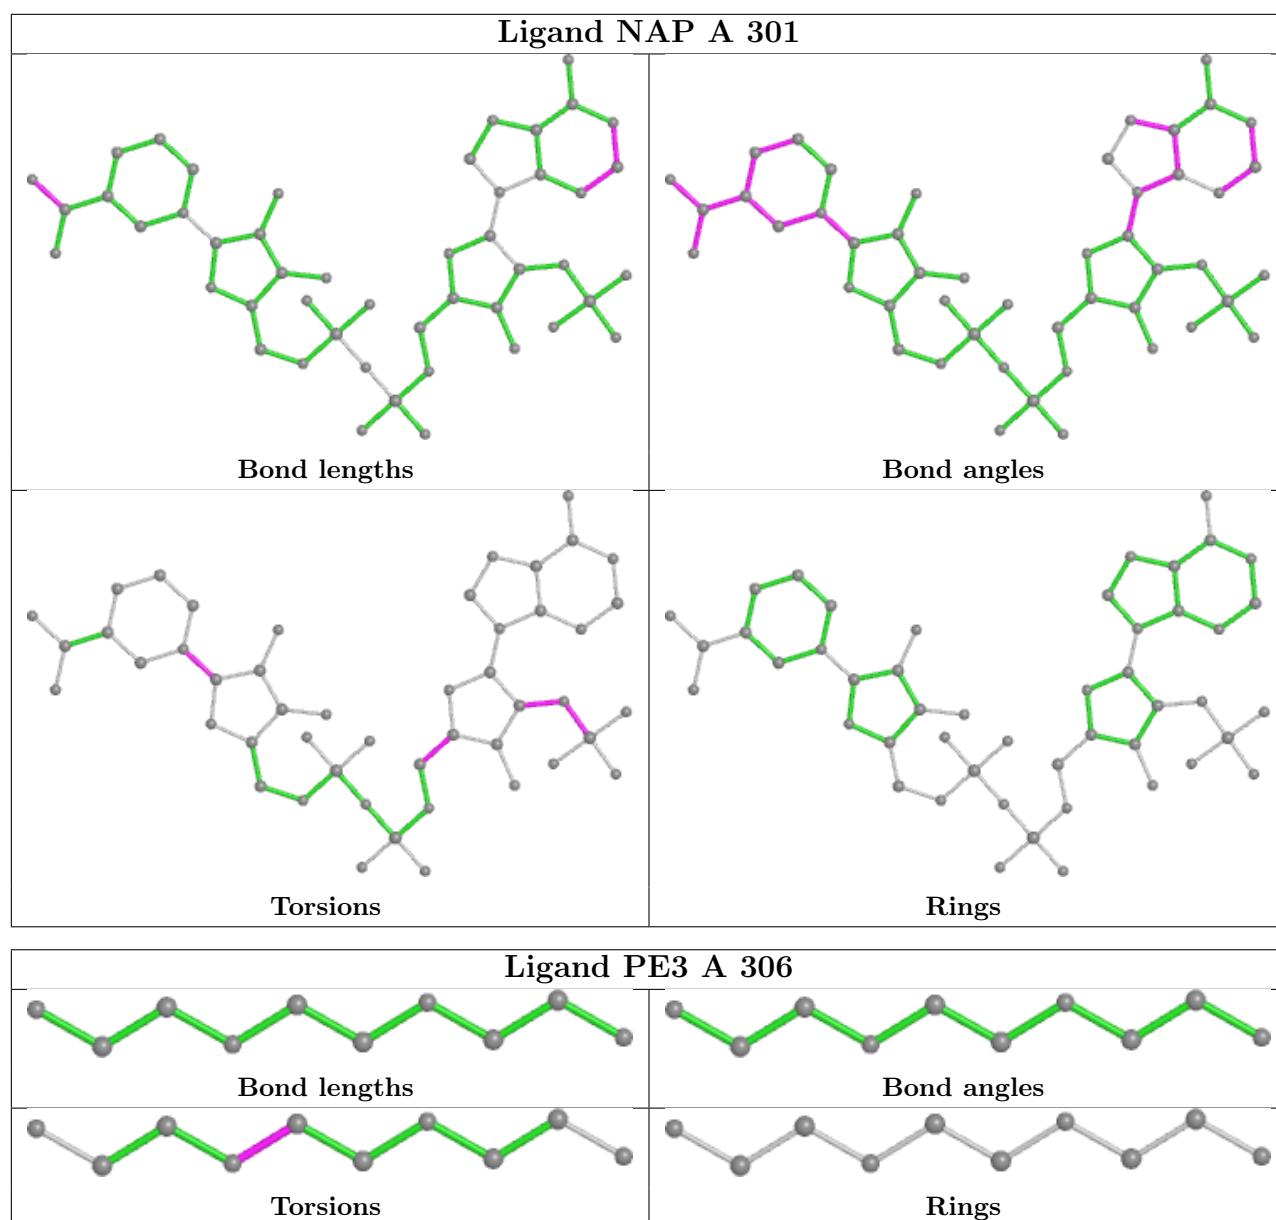 Ligand NAP A 301
Bond lengths
Bond angles
Torsions
Rings
Ligand PE3 A 306
Bond lengths
Bond angles
Torsions
Rings